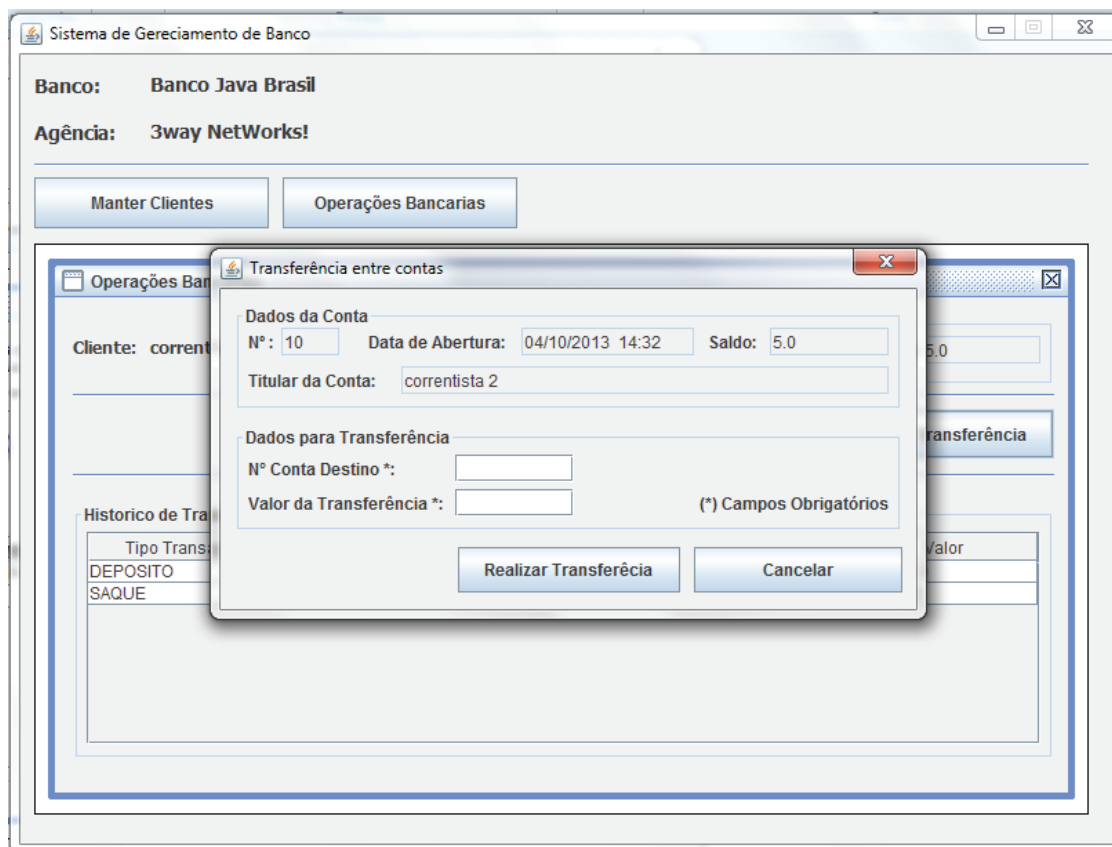 Sistema de Gereciamento de Banco
Banco: Banco Java Brasil
Agência: 3way NetWorks!
Manter Clientes Operações Bancarias
Operações Ban
Transferência entre contas
Cliente: corrent
5.0
Dados da Conta
Nº: 10 Data de Abertura: 04/10/2013 14:32 Saldo: 5.0
Titular da Conta: correntista 2
ransferência
Dados para Transferência
Nº Conta Destino *:
Valor da Transferência *: (*) Campos Obrigatórios
Realizar Transferêcia Cancelar
Historico de Tra
Tipo Transa Valor
DEPOSITO
SAQUE